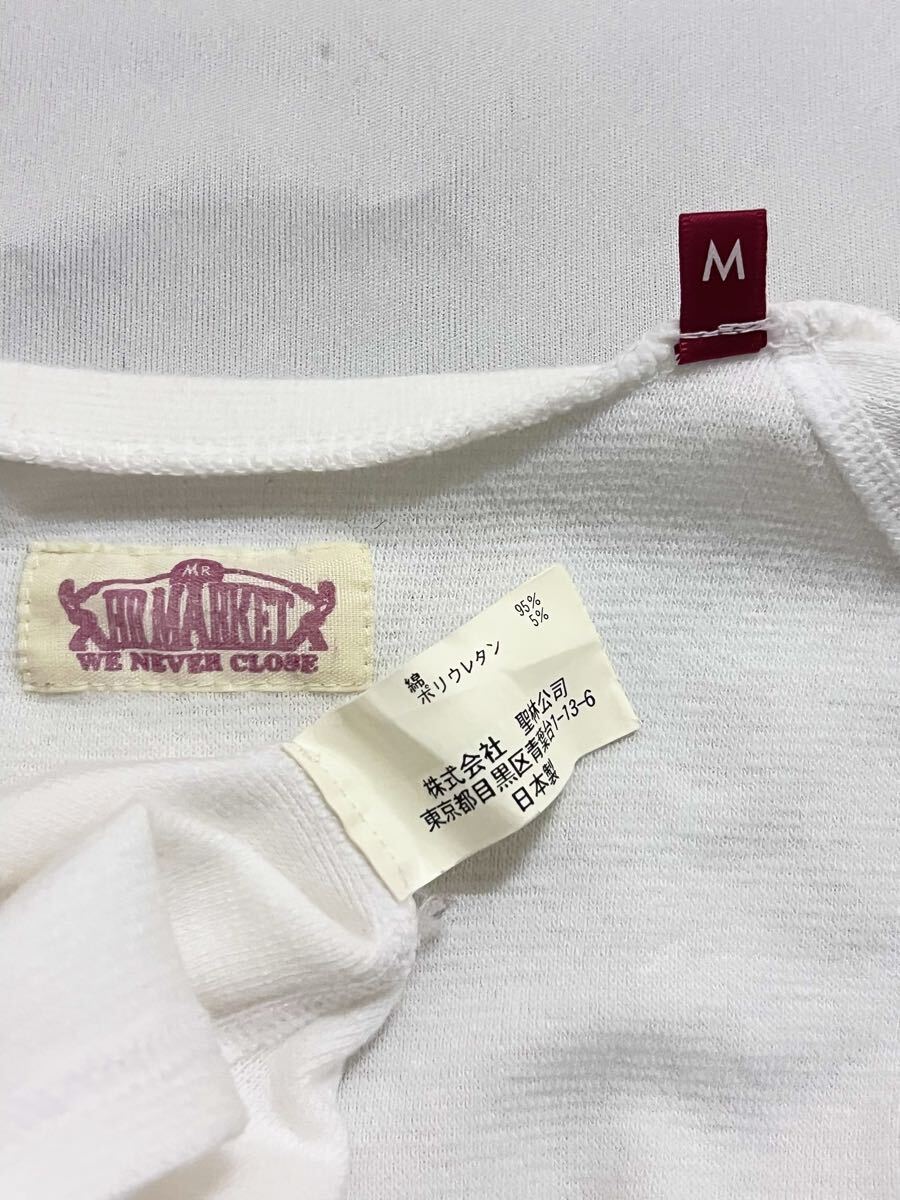 M
MR
HR MARKET
WE NEVER CLOSE
綿 95%
ポリウレタン 5%
株式会社 聖林公司
東京都目黒区青葉台1-13-6
日本製